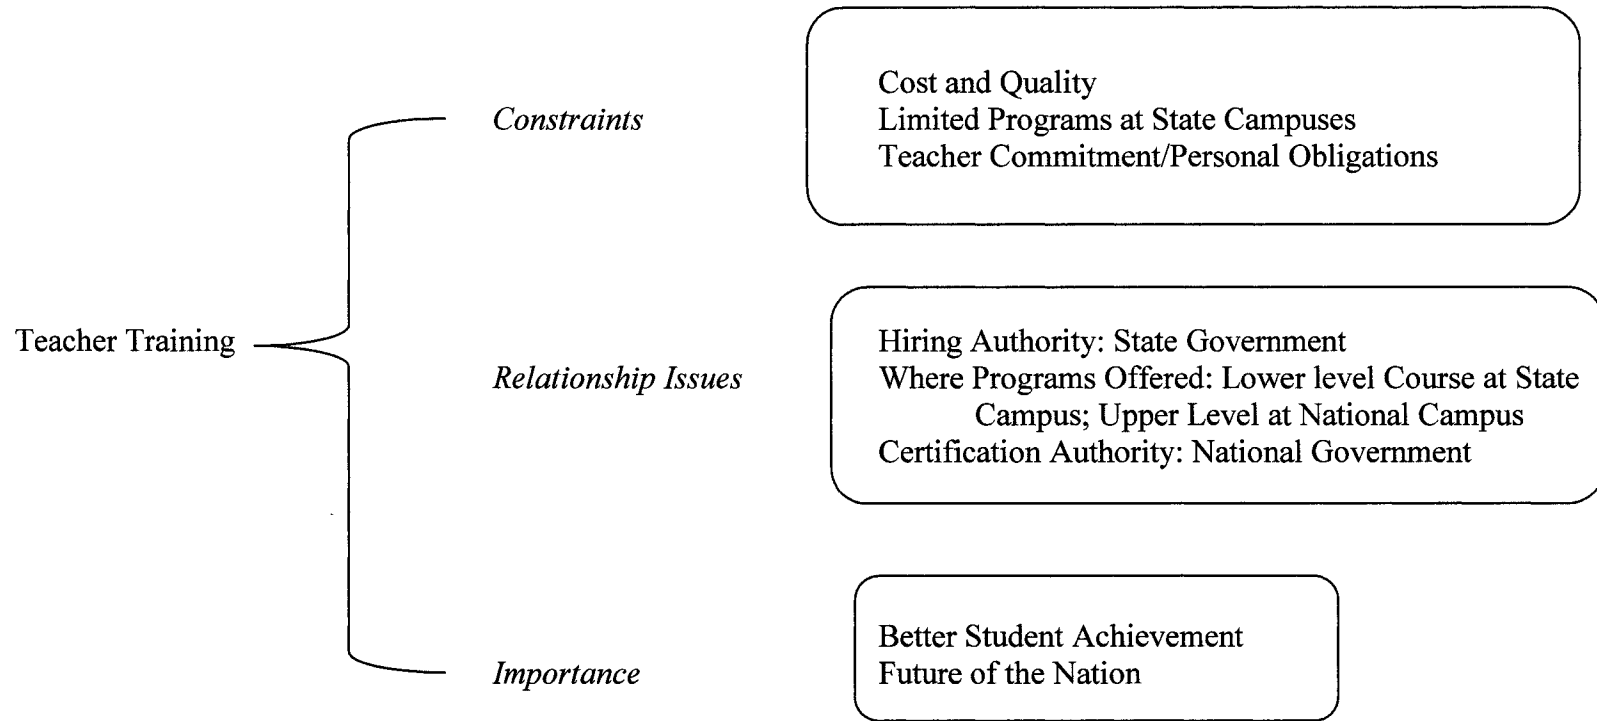 Cost and Quality
Constraints
Limited Programs at State Campuses
Teacher Commitment/Personal Obligations
Teacher Training
Relationship Issues
Hiring Authority: State Government
Where Programs Offered: Lower level Course at State
Campus; Upper Level at National Campus
Certification Authority: National Government
Importance
Better Student Achievement
Future of the Nation